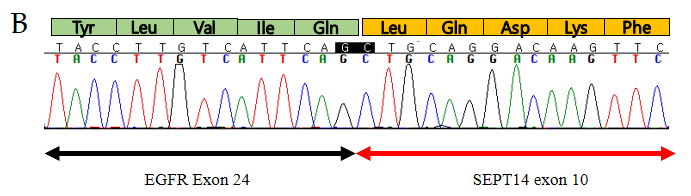 B
Tyr Leu Val Ile Gln Leu Gln Asp Lys Phe
T A C C T T G T C A T T C A G C T G C A G G A C A A G T T C
T A C C T T G T C A T T C A G C T G C A G G A C A A G T T C
EGFR Exon 24 SEPT14 exon 10